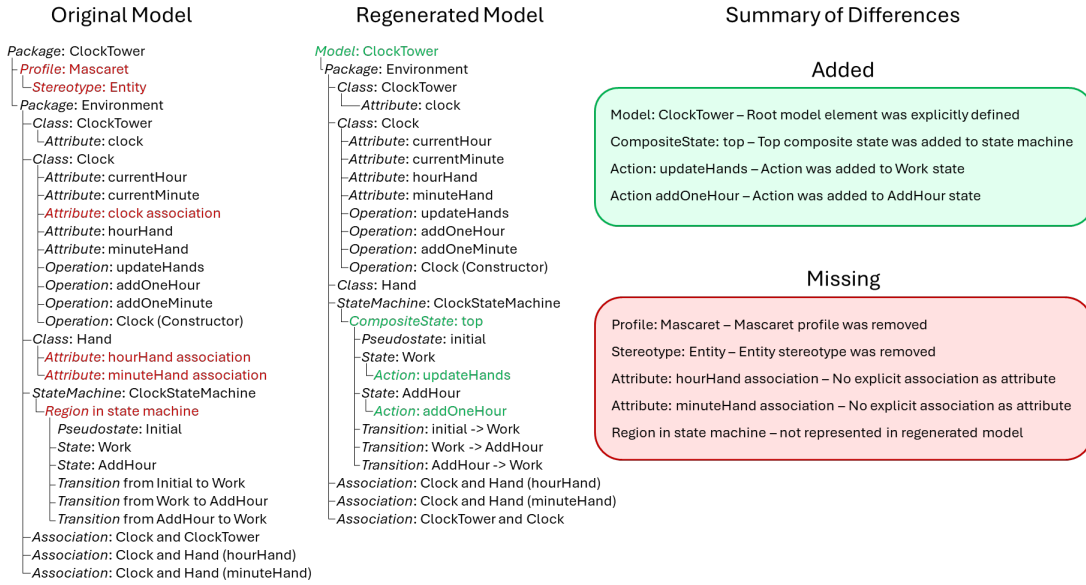 Original Model
Package: ClockTower
Profile: Mascaret
Stereotype: Entity
Package: Environment
Class: ClockTower
Attribute: clock
Class: Clock
Attribute: currentHour
Attribute: currentMinute
Attribute: clock association
Attribute: hourHand
Attribute: minuteHand
Operation: updateHands
Operation: addOneHour
Operation: addOneMinute
Operation: Clock (Constructor)
Class: Hand
Attribute: hourHand association
Attribute: minuteHand association
StateMachine: ClockStateMachine
Region in state machine
Pseudostate: Initial
State: Work
State: AddHour
Transition from Initial to Work
Transition from Work to AddHour
Transition from AddHour to Work
Association: Clock and ClockTower
Association: Clock and Hand (hourHand)
Association: Clock and Hand (minuteHand)
Regenerated Model
Model: ClockTower
Package: Environment
Class: ClockTower
Attribute: clock
Class: Clock
Attribute: currentHour
Attribute: currentMinute
Attribute: hourHand
Attribute: minuteHand
Operation: updateHands
Operation: addOneHour
Operation: addOneMinute
Operation: Clock (Constructor)
Class: Hand
StateMachine: ClockStateMachine
CompositeState: top
Pseudostate: initial
State: Work
Action: updateHands
State: AddHour
Action: addOneHour
Transition: initial -> Work
Transition: Work -> AddHour
Transition: AddHour -> Work
Association: Clock and Hand (hourHand)
Association: Clock and Hand (minuteHand)
Association: ClockTower and Clock
Summary of Differences
Added
Model: ClockTower – Root model element was explicitly defined
CompositeState: top – Top composite state was added to state machine
Action: updateHands – Action was added to Work state
Action addOneHour – Action was added to AddHour state
Missing
Profile: Mascaret – Mascaret profile was removed
Stereotype: Entity – Entity stereotype was removed
Attribute: hourHand association – No explicit association as attribute
Attribute: minuteHand association – No explicit association as attribute
Region in state machine – not represented in regenerated model